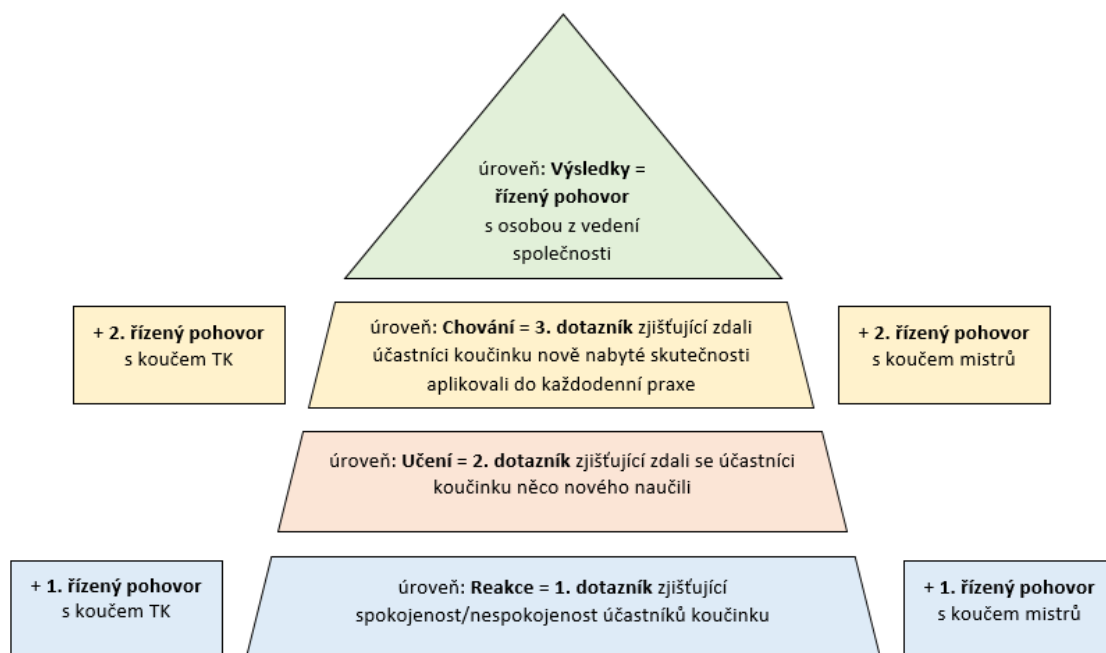 úroveň: Výsledky =
řízený pohovor
s osobou z vedení
společnosti
+ 2. řízený pohovor
s koučem TK
úroveň: Chování = 3. dotazník zjišťující zdali
účastníci koučinku nově nabyté skutečnosti
aplikovali do každodenní praxe
+ 2. řízený pohovor
s koučem mistrů
úroveň: Učení = 2. dotazník zjišťující zdali se účastníci
koučinku něco nového naučili
+ 1. řízený pohovor
s koučem TK
úroveň: Reakce = 1. dotazník zjišťující
spokojenost/nespokojenost účastníků koučinku
+ 1. řízený pohovor
s koučem mistrů